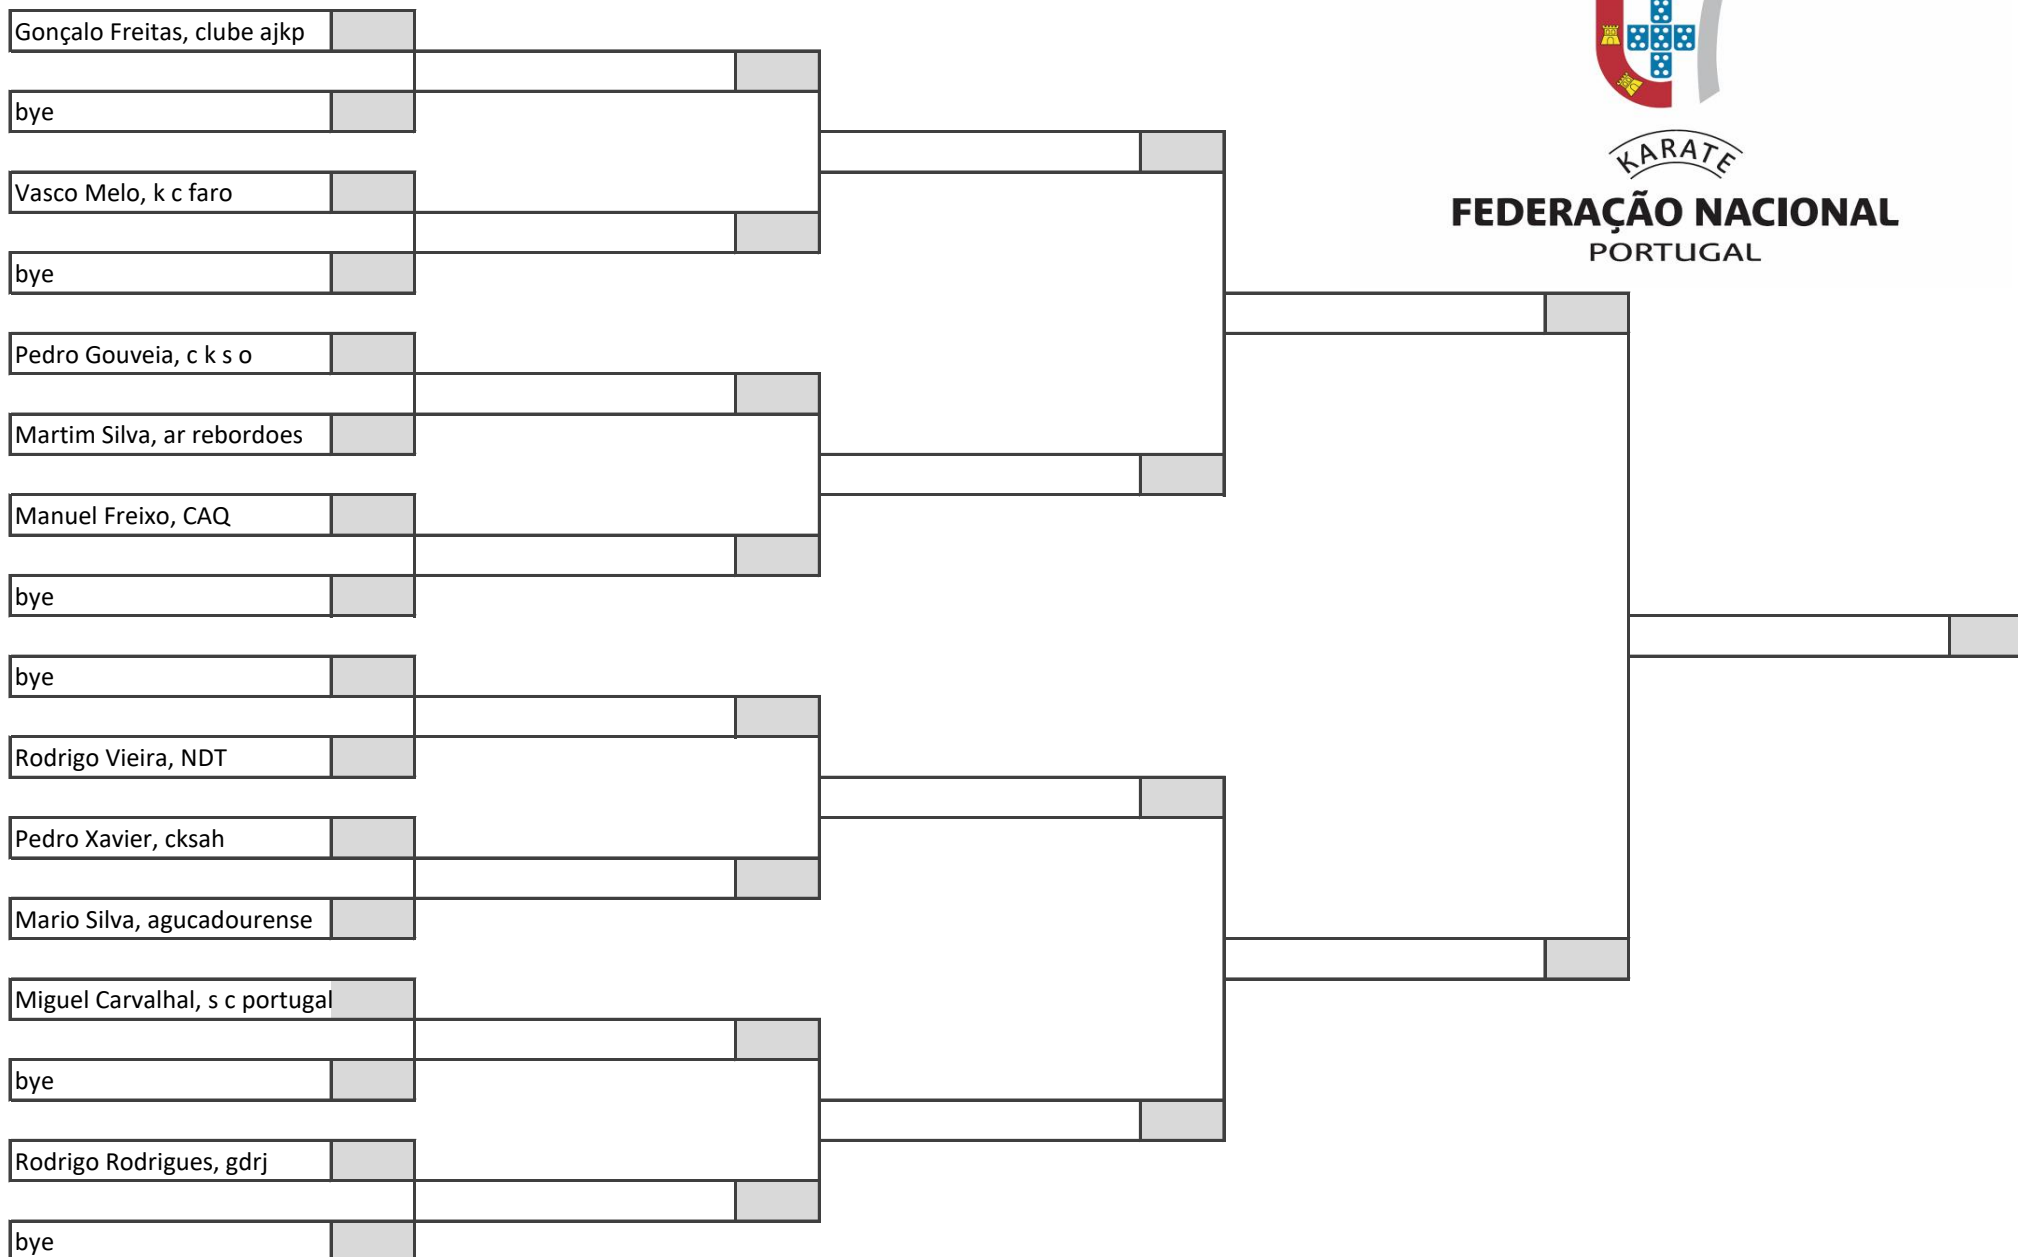 Gonçalo Freitas, clube ajkp
bye
KARATE
Vasco Melo, k c faro
FEDERAÇÃO NACIONAL
PORTUGAL
bye
Pedro Gouveia, c k s o
Martim Silva, ar rebordoes
Manuel Freixo, CAQ
bye
bye
Rodrigo Vieira, NDT
Pedro Xavier, cksah
Mario Silva, agucadourense
Miguel Carvalhal, s c portugal
bye
Rodrigo Rodrigues, gdrj
bye